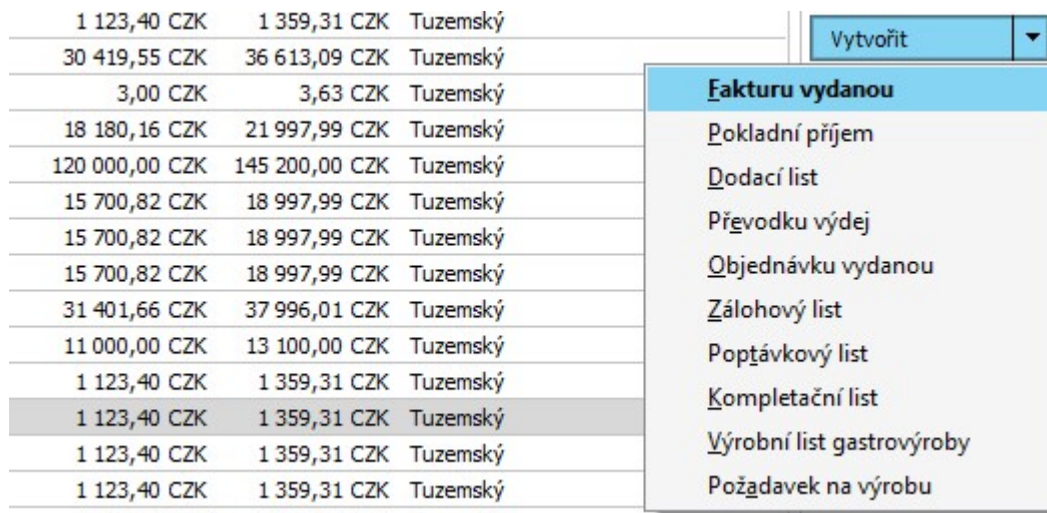 1 123,40 CZK 1 359,31 CZK Tuzemský
30 419,55 CZK 36 613,09 CZK Tuzemský
3,00 CZK 3,63 CZK Tuzemský
18 180,16 CZK 21 997,99 CZK Tuzemský
120 000,00 CZK 145 200,00 CZK Tuzemský
15 700,82 CZK 18 997,99 CZK Tuzemský
15 700,82 CZK 18 997,99 CZK Tuzemský
15 700,82 CZK 18 997,99 CZK Tuzemský
31 401,66 CZK 37 996,01 CZK Tuzemský
11 000,00 CZK 13 100,00 CZK Tuzemský
1 123,40 CZK 1 359,31 CZK Tuzemský
1 123,40 CZK 1 359,31 CZK Tuzemský
1 123,40 CZK 1 359,31 CZK Tuzemský
1 123,40 CZK 1 359,31 CZK Tuzemský
Vytvořit
Fakturu vydanou
Pokladní příjem
Dodací list
Převodku výdej
Objednávku vydanou
Zálohový list
Poptávkový list
Kompletační list
Výrobní list gastrovýroby
Požadavek na výrobu